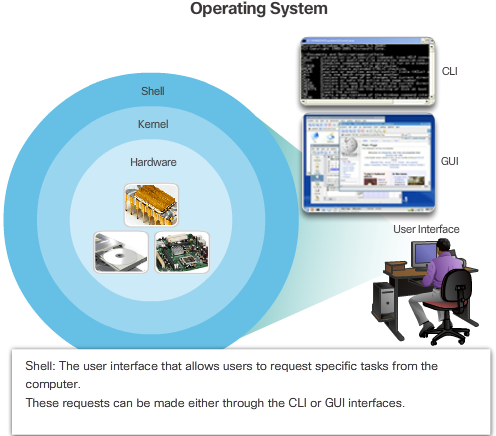 Operating System
Shell
Kernel
Hardware
CLI
GUI
User Interface
Shell: The user interface that allows users to request specific tasks from the
computer.
These requests can be made either through the CLI or GUI interfaces.